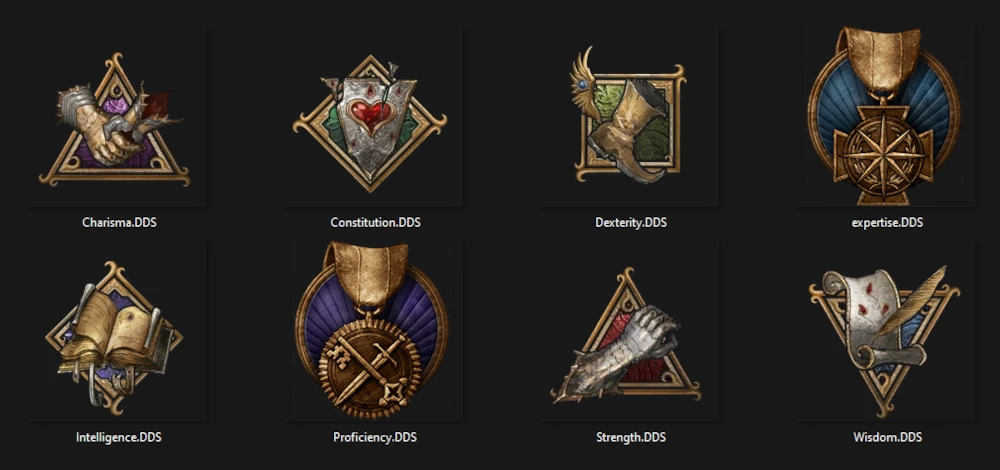 Charisma.DDS
Constitution.DDS
Dexterity.DDS
expertise.DDS
Intelligence.DDS
Proficiency.DDS
Strength.DDS
Wisdom.DDS